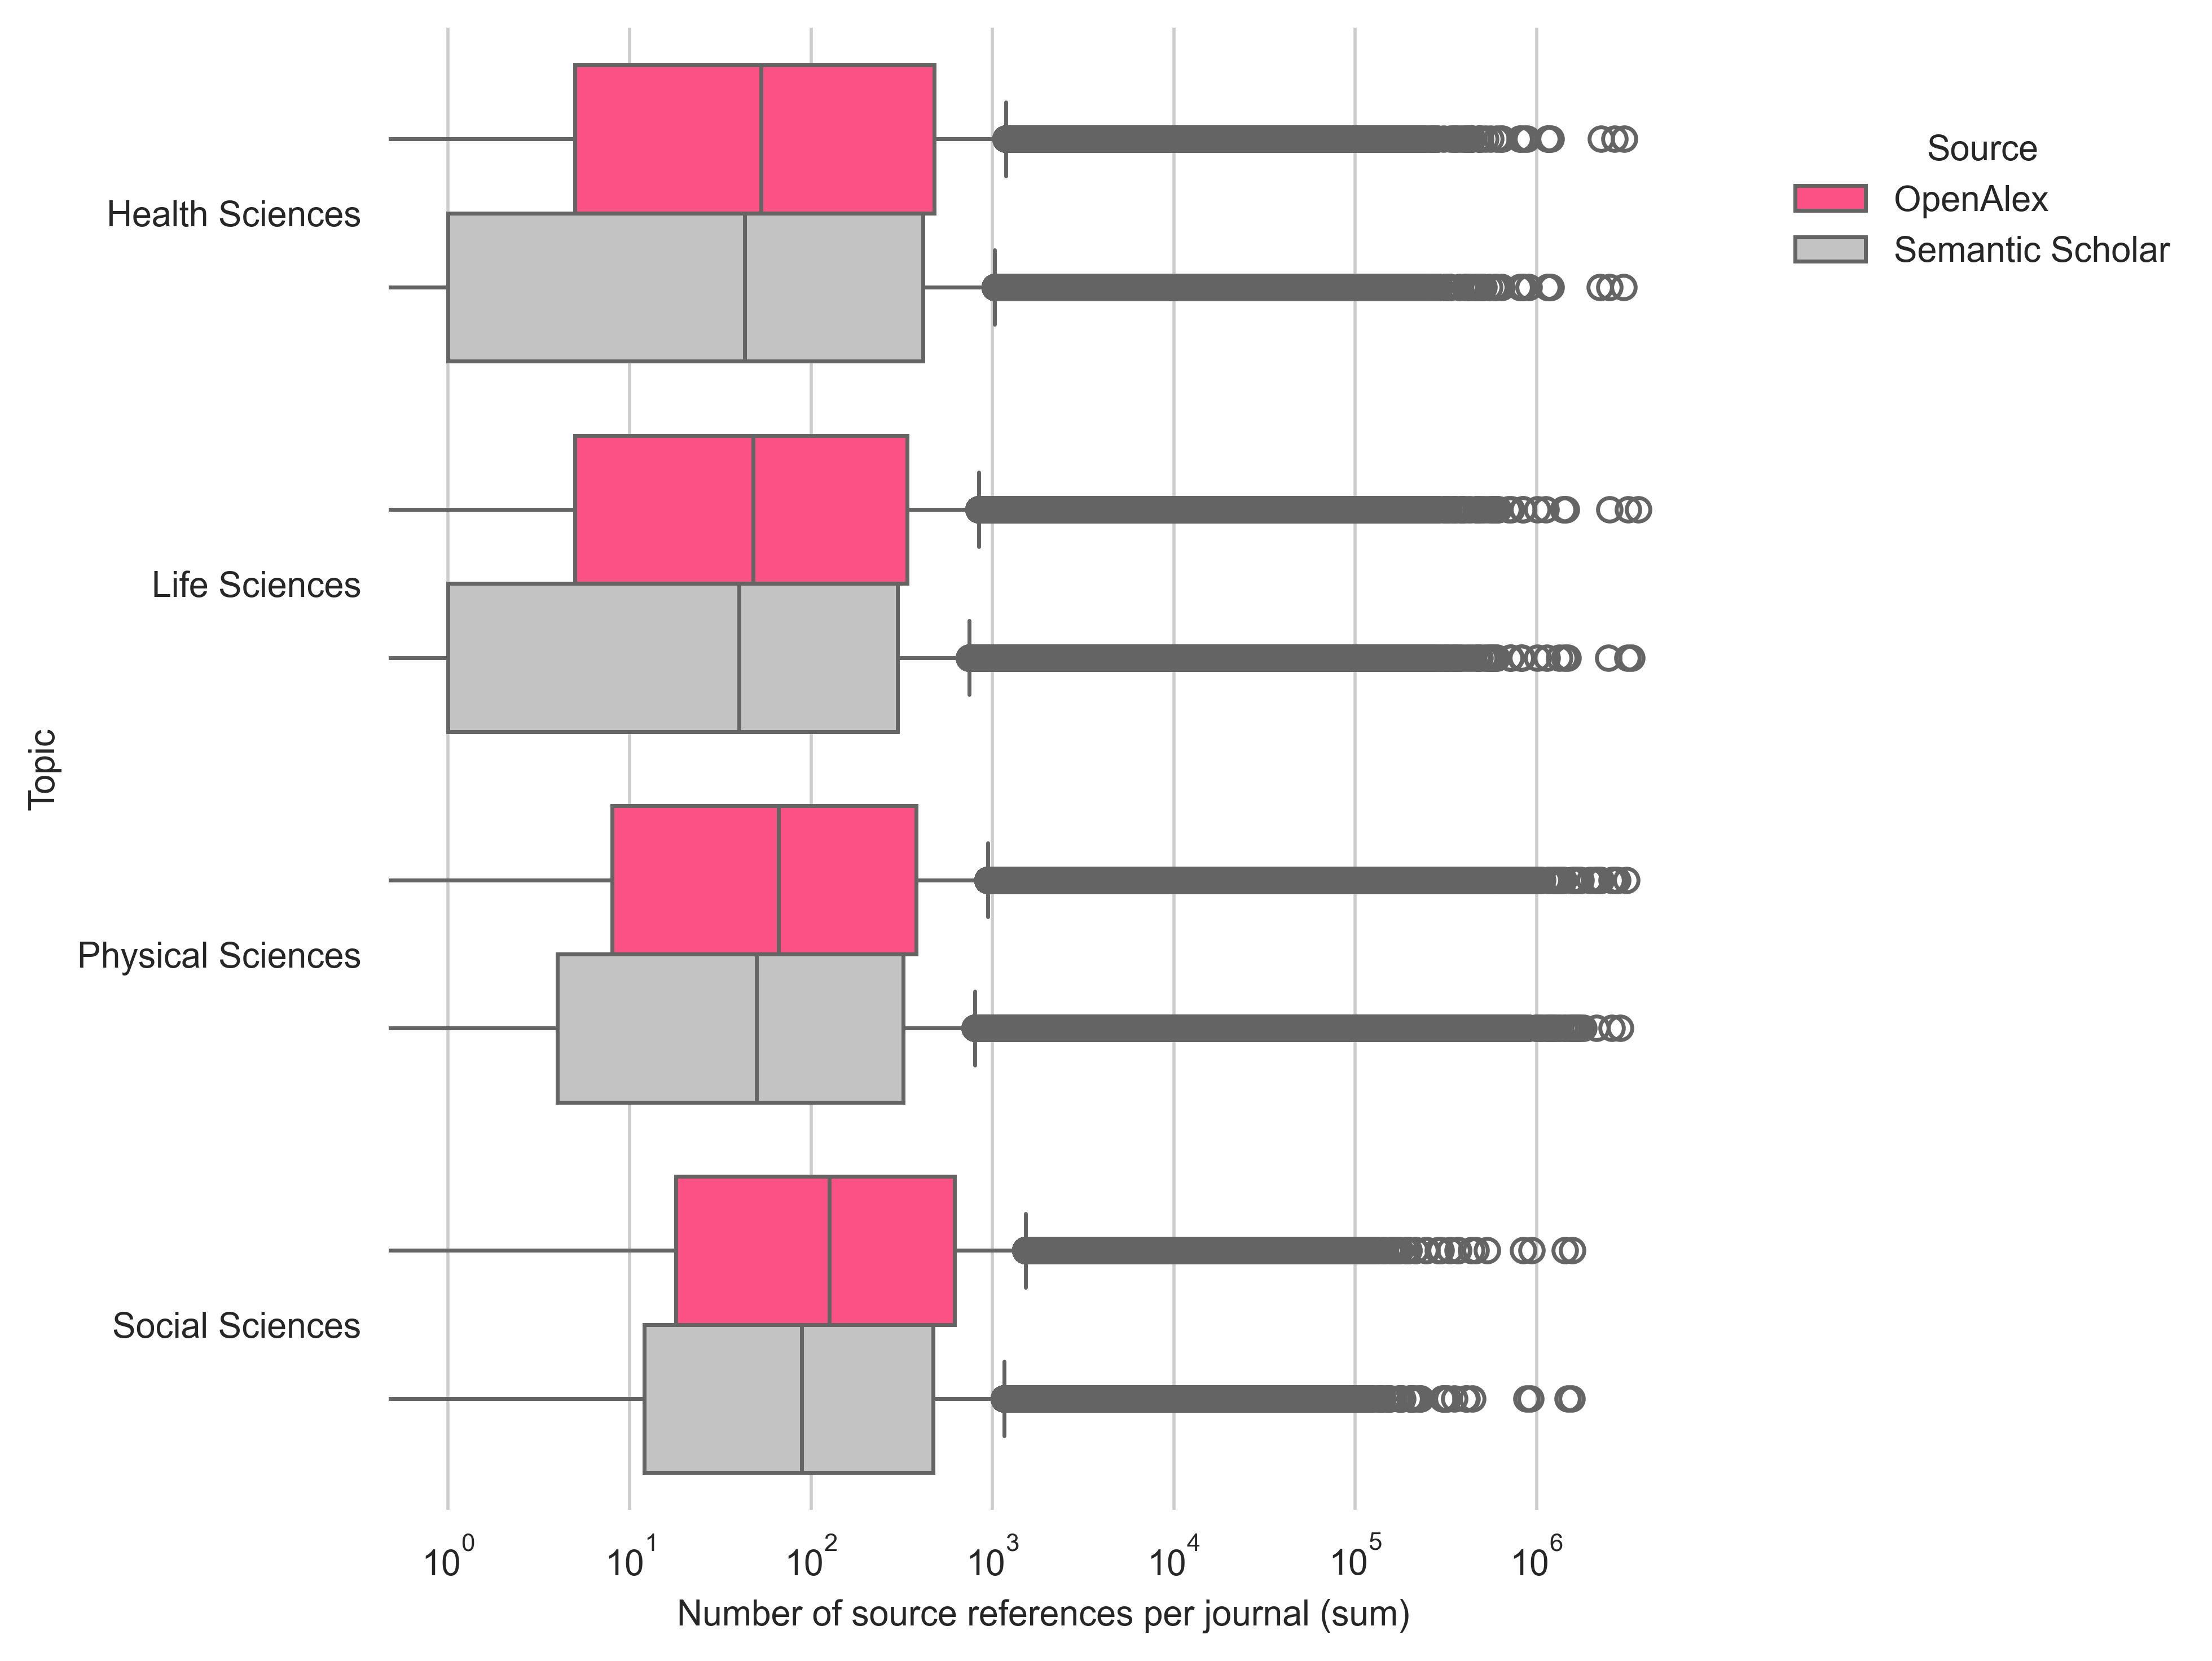 Source
OpenAlex
Semantic Scholar
Health Sciences
Life Sciences
Topic
Physical Sciences
Social Sciences
10^0 10^1 10^2 10^3 10^4 10^5 10^6
Number of source references per journal (sum)